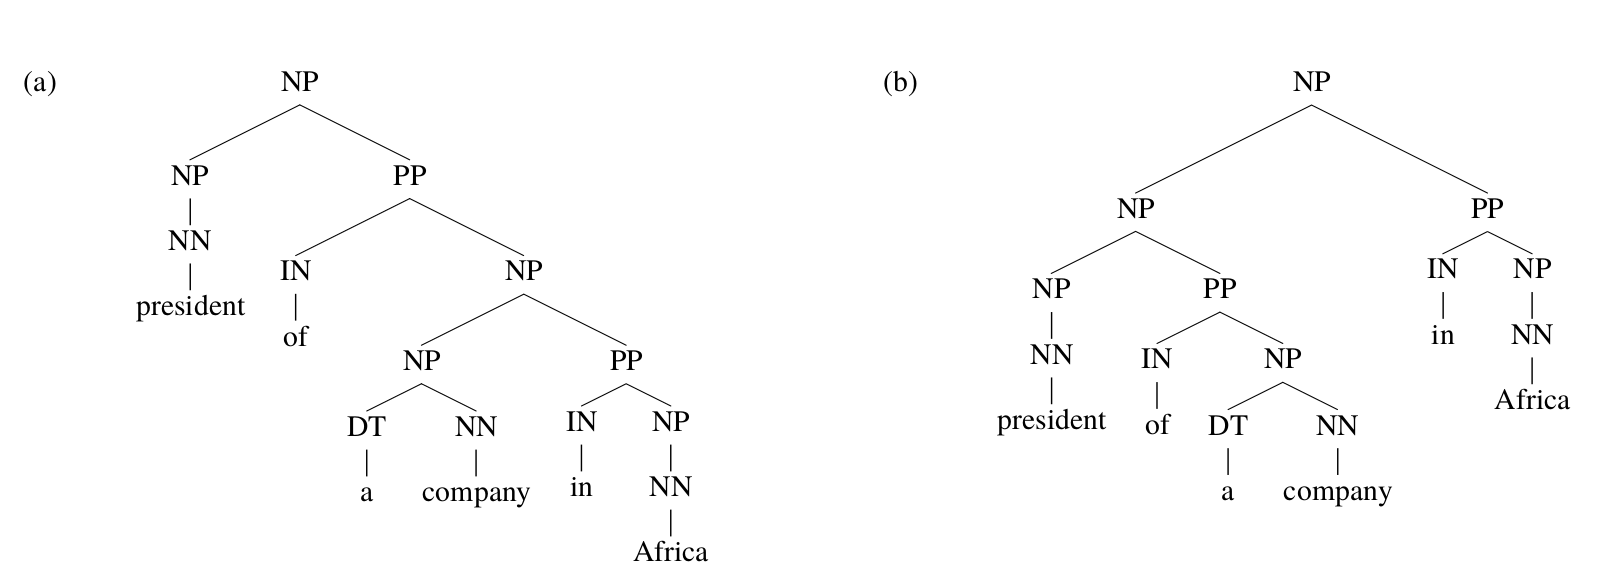 (a) NP (b) NP
NP PP
NP PP
NN
IN NP
IN NP
NP PP
president
of
in NN
NN IN NP
NP PP
Africa
president of DT NN
DT NN IN NP
a company in NN
a company
Africa